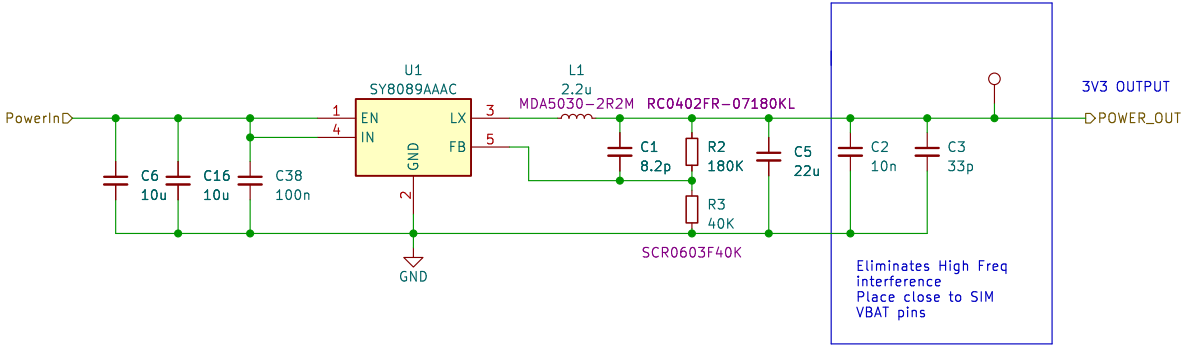 U1
SY8089AAAC
L1
2.2u
MDA5030-2R2M
RC0402FR-07180KL
3V3 OUTPUT
PowerIn
1
EN
LX
3
POWER_OUT
4
IN
FB
5
GND
2
C6
10u
C16
10u
C38
100n
C1
8.2p
R2
180K
C5
22u
C2
10n
C3
33p
R3
40K
SCR0603F40K
GND
Eliminates High Freq
interference
Place close to SIM
VBAT pins